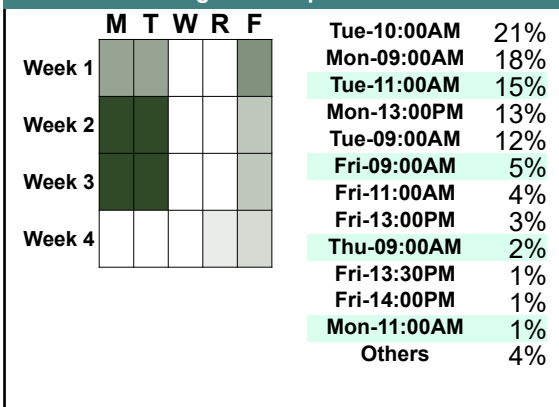 M T W R F
Week 1
Week 2
Week 3
Week 4
Tue-10:00AM 21%
Mon-09:00AM 18%
Tue-11:00AM 15%
Mon-13:00PM 13%
Tue-09:00AM 12%
Fri-09:00AM 5%
Fri-11:00AM 4%
Fri-13:00PM 3%
Thu-09:00AM 2%
Fri-13:30PM 1%
Fri-14:00PM 1%
Mon-11:00AM 1%
Others 4%